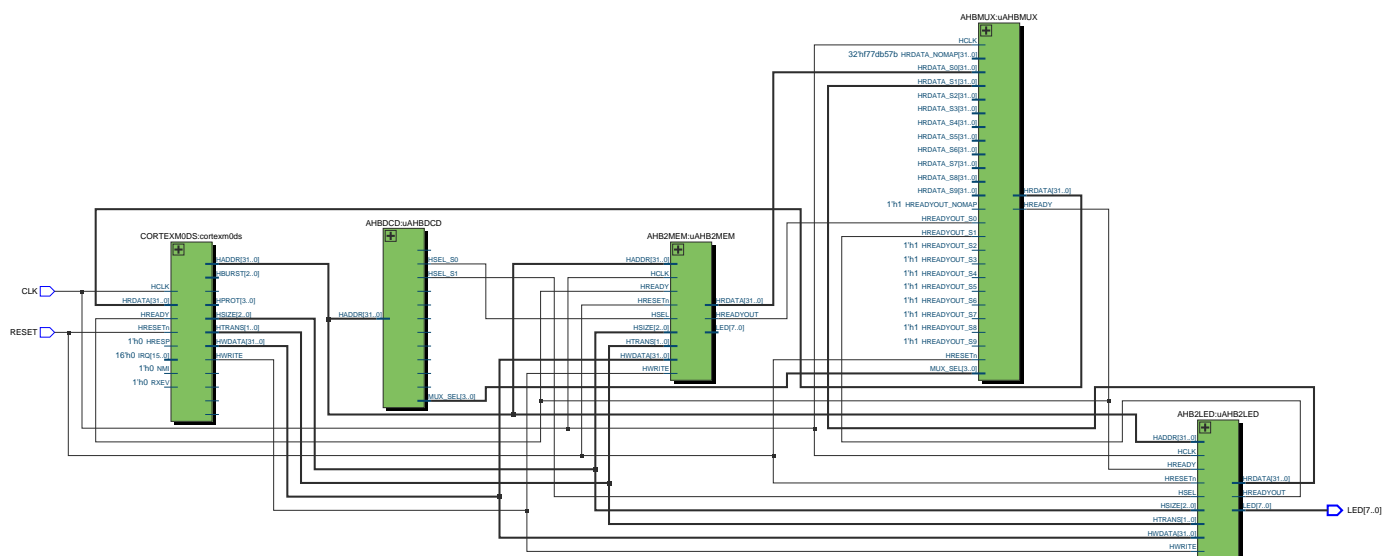 AHBMUX:uAHBMUX
HCLK
32'hf77db57b HRDATA_NOMAP[31..0]
HRDATA_S0[31..0]
HRDATA_S1[31..0]
HRDATA_S2[31..0]
HRDATA_S3[31..0]
HRDATA_S4[31..0]
HRDATA_S5[31..0]
HRDATA_S6[31..0]
HRDATA_S7[31..0]
HRDATA_S8[31..0]
HRDATA_S9[31..0]
1'h1 HREADYOUT_NOMAP
HREADYOUT_S0
HREADYOUT_S1
1'h1 HREADYOUT_S2
1'h1 HREADYOUT_S3
1'h1 HREADYOUT_S4
1'h1 HREADYOUT_S5
1'h1 HREADYOUT_S6
1'h1 HREADYOUT_S7
1'h1 HREADYOUT_S8
1'h1 HREADYOUT_S9
HRESETn
MUX_SEL[3..0]
HRDATA[31..0]
HREADY
CLK
RESET
CORTEXM0DS:cortexm0ds
HCLK
HRDATA[31..0]
HREADY
HRESETn
1'h0 HRESP
16'h0 IRQ[15..0]
1'h0 NMI
1'h0 RXEV
HADDR[31..0]
HBURST[2..0]
HPROT[3..0]
HSIZE[2..0]
HTRANS[1..0]
HWDATA[31..0]
HWRITE
AHBDCD:uAHBDCD
HADDR[31..0]
HSEL_S0
HSEL_S1
MUX_SEL[3..0]
AHB2MEM:uAHB2MEM
HADDR[31..0]
HCLK
HREADY
HRESETn
HSEL
HSIZE[2..0]
HTRANS[1..0]
HWDATA[31..0]
HWRITE
HRDATA[31..0]
HREADYOUT
LED[7..0]
AHB2LED:uAHB2LED
HADDR[31..0]
HCLK
HREADY
HRESETn
HSEL
HSIZE[2..0]
HTRANS[1..0]
HWDATA[31..0]
HWRITE
HRDATA[31..0]
HREADYOUT
LED[7..0]
LED[7..0]